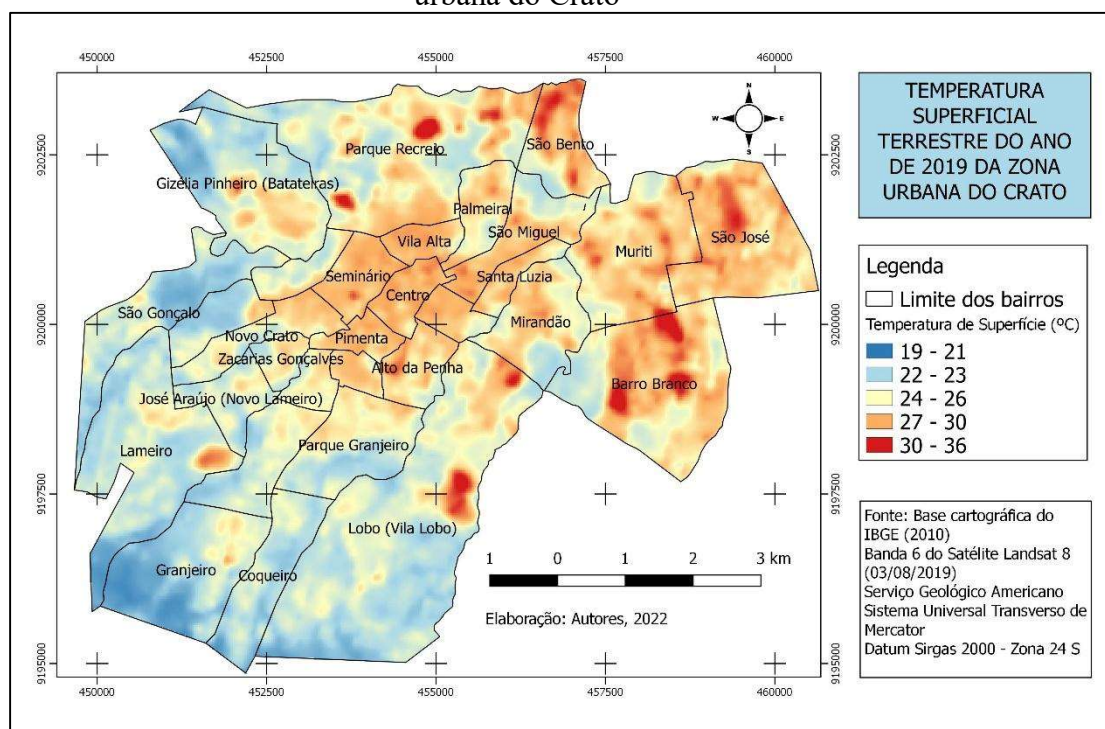 urbana do Crato
450000
452500
455000
457500
460000
9202500
9200000
9197500
9195000
9202500
9200000
9197500
9195000
450000
452500
455000
457500
460000
N
W
E
S
Parque Recreio
São Bento
Gizélia Pinheiro (Batateiras)
Palmeiral
São Miguel
Vila Alta
Muriti
São José
Seminário
Santa Luzia
Centro
São Gonçalo
Mirandão
Novo Crato
Pimenta
Zacarias Gonçalves
Alto da Penha
Barro Branco
José Araújo (Novo Lameiro)
Lameiro
Parque Granjeiro
Lobo (Vila Lobo)
Granjeiro
Coqueiro
1 0 1 2 3 km
Elaboração: Autores, 2022
TEMPERATURA
SUPERFICIAL
TERRESTRE DO ANO
DE 2019 DA ZONA
URBANA DO CRATO
Legenda
Limite dos bairros
Temperatura de Superfície (ºC)
19 - 21
22 - 23
24 - 26
27 - 30
30 - 36
Fonte: Base cartográfica do
IBGE (2010)
Banda 6 do Satélite Landsat 8
(03/08/2019)
Serviço Geológico Americano
Sistema Universal Transverso de
Mercator
Datum Sirgas 2000 - Zona 24 S